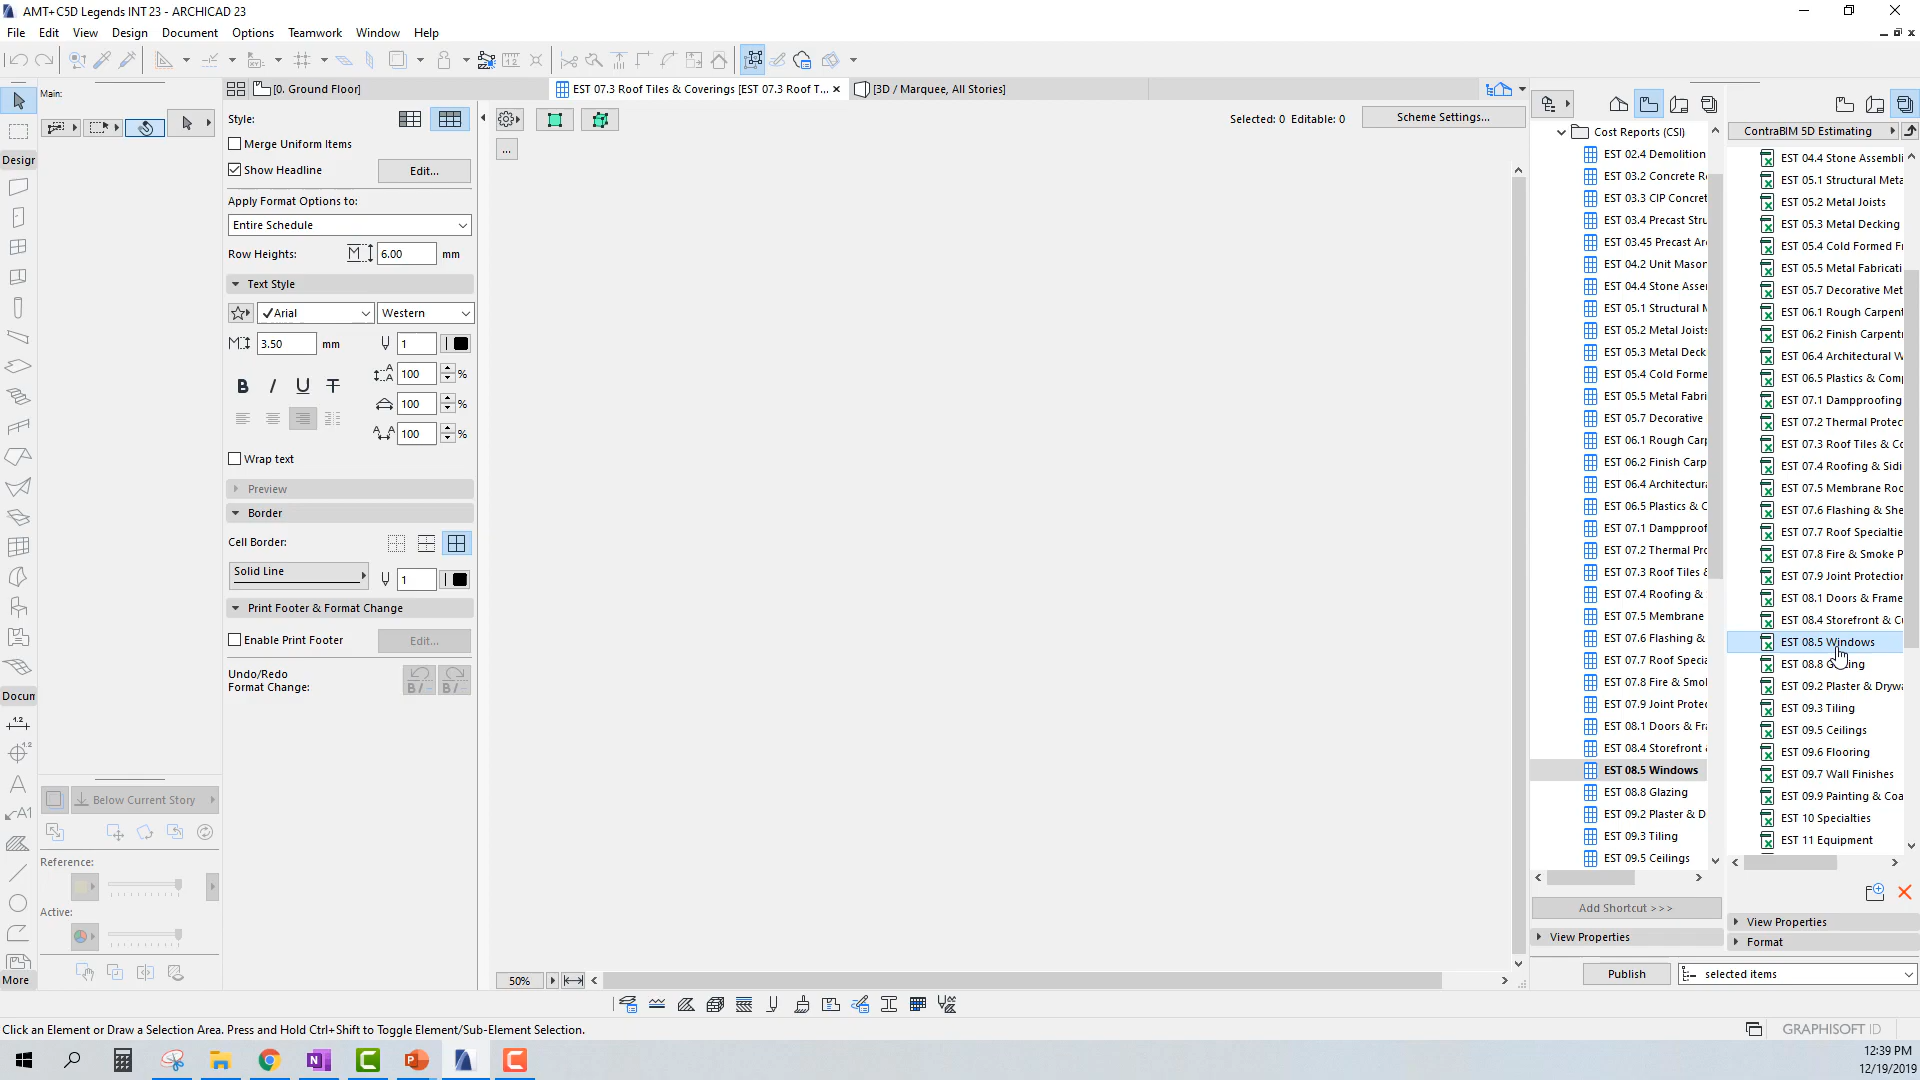 AMT+C5D Legends INT 23 - ARCHICAD 23
File Edit View Design Document Options Teamwork Window Help
Main:
[0. Ground Floor]
EST 07.3 Roof Tiles & Coverings [EST 07.3 Roof T...
[3D / Marquee, All Stories]
Style:
Merge Uniform Items
Show Headline
Edit...
Apply Format Options to:
Entire Schedule
Row Heights:
6.00
mm
Text Style
Arial
Western
3.50
mm
1
100
%
100
%
100
%
Wrap text
Preview
Border
Cell Border:
Solid Line
1
Print Footer & Format Change
Enable Print Footer
Edit...
Undo/Redo
Format Change:
Design
Docum
More
Below Current Story
Reference:
Active:
...
Selected: 0 Editable: 0
Scheme Settings...
50%
Cost Reports (CSI)
EST 02.4 Demolition
EST 03.2 Concrete R
EST 03.3 CIP Concret
EST 03.4 Precast Stru
EST 03.45 Precast Ar
EST 04.2 Unit Mason
EST 04.4 Stone Asser
EST 05.1 Structural M
EST 05.2 Metal Joists
EST 05.3 Metal Deck
EST 05.4 Cold Forme
EST 05.5 Metal Fabri
EST 05.7 Decorative
EST 06.1 Rough Carp
EST 06.2 Finish Carp
EST 06.4 Architectura
EST 06.5 Plastics & C
EST 07.1 Dampproof
EST 07.2 Thermal Pro
EST 07.3 Roof Tiles &
EST 07.4 Roofing &
EST 07.5 Membrane
EST 07.6 Flashing &
EST 07.7 Roof Specia
EST 07.8 Fire & Smol
EST 07.9 Joint Protec
EST 08.1 Doors & Fra
EST 08.4 Storefront &
EST 08.5 Windows
EST 08.8 Glazing
EST 09.2 Plaster & D
EST 09.3 Tiling
EST 09.5 Ceilings
Add Shortcut >>>
View Properties
ContraBIM 5D Estimating
EST 04.4 Stone Assembli
EST 05.1 Structural Meta
EST 05.2 Metal Joists
EST 05.3 Metal Decking
EST 05.4 Cold Formed Fr
EST 05.5 Metal Fabricati
EST 05.7 Decorative Met
EST 06.1 Rough Carpent
EST 06.2 Finish Carpentr
EST 06.4 Architectural W
EST 06.5 Plastics & Comp
EST 07.1 Dampproofing
EST 07.2 Thermal Protec
EST 07.3 Roof Tiles & Co
EST 07.4 Roofing & Sidi
EST 07.5 Membrane Roo
EST 07.6 Flashing & She
EST 07.7 Roof Specialtie
EST 07.8 Fire & Smoke P
EST 07.9 Joint Protection
EST 08.1 Doors & Frame
EST 08.4 Storefront & Cu
EST 08.5 Windows
EST 08.8
EST 09.2 Plaster & Drywa
EST 09.3 Tiling
EST 09.5 Ceilings
EST 09.6 Flooring
EST 09.7 Wall Finishes
EST 09.9 Painting & Coa
EST 10 Specialties
EST 11 Equipment
View Properties
Format
Publish
selected items
Click an Element or Draw a Selection Area. Press and Hold Ctrl+Shift to Toggle Element/Sub-Element Selection.
GRAPHISOFT ID
12:39 PM
12/19/2019